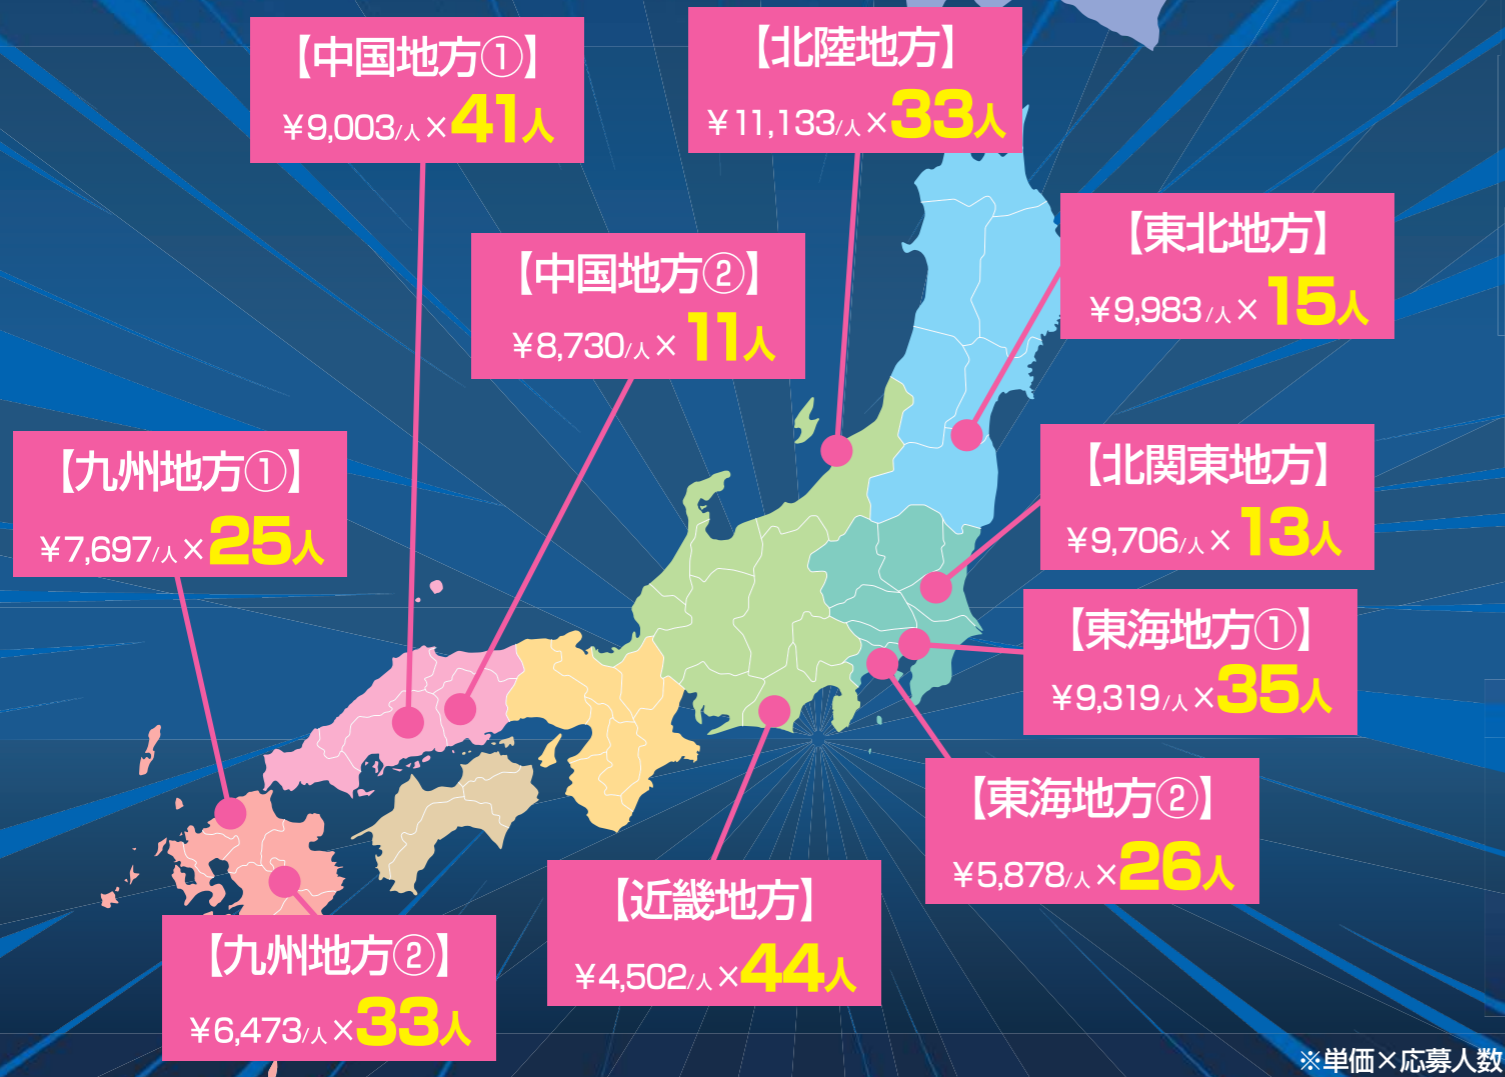 【中国地方①】
¥9,003/人×41人
【北陸地方】
¥11,133/人×33人
【東北地方】
¥9,983/人×15人
【中国地方②】
¥8,730/人×11人
【九州地方①】
¥7,697/人×25人
【北関東地方】
¥9,706/人×13人
【東海地方①】
¥9,319/人×35人
【東海地方②】
¥5,878/人×26人
【近畿地方】
¥4,502/人×44人
【九州地方②】
¥6,473/人×33人
※単価×応募人数